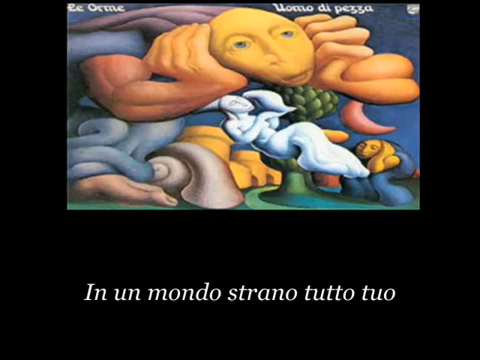 Le Orme
Uomo di pezza
In un mondo strano tutto tuo